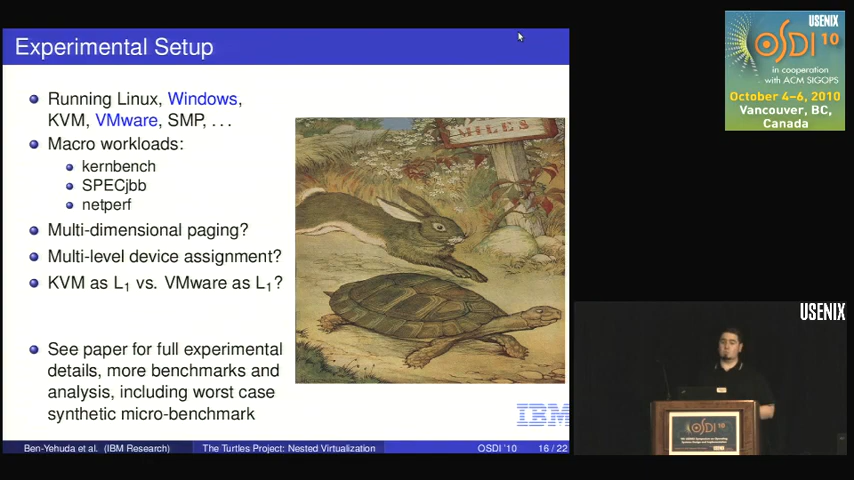 Experimental Setup
Running Linux, Windows,
KVM, VMware, SMP, . . .
Macro workloads:
kernbench
SPECjbb
netperf
Multi-dimensional paging?
Multi-level device assignment?
KVM as L1 vs. VMware as L1?
See paper for full experimental
details, more benchmarks and
analysis, including worst case
synthetic micro-benchmark
MILES
IBM
Ben-Yehuda et al. (IBM Research)
The Turtles Project: Nested Virtualization
OSDI '10
16 / 22
USENIX
OSDI 10
in cooperation
with ACM SIGOPS
October 4–6, 2010
Vancouver, BC,
Canada
USENIX
OSDI 10